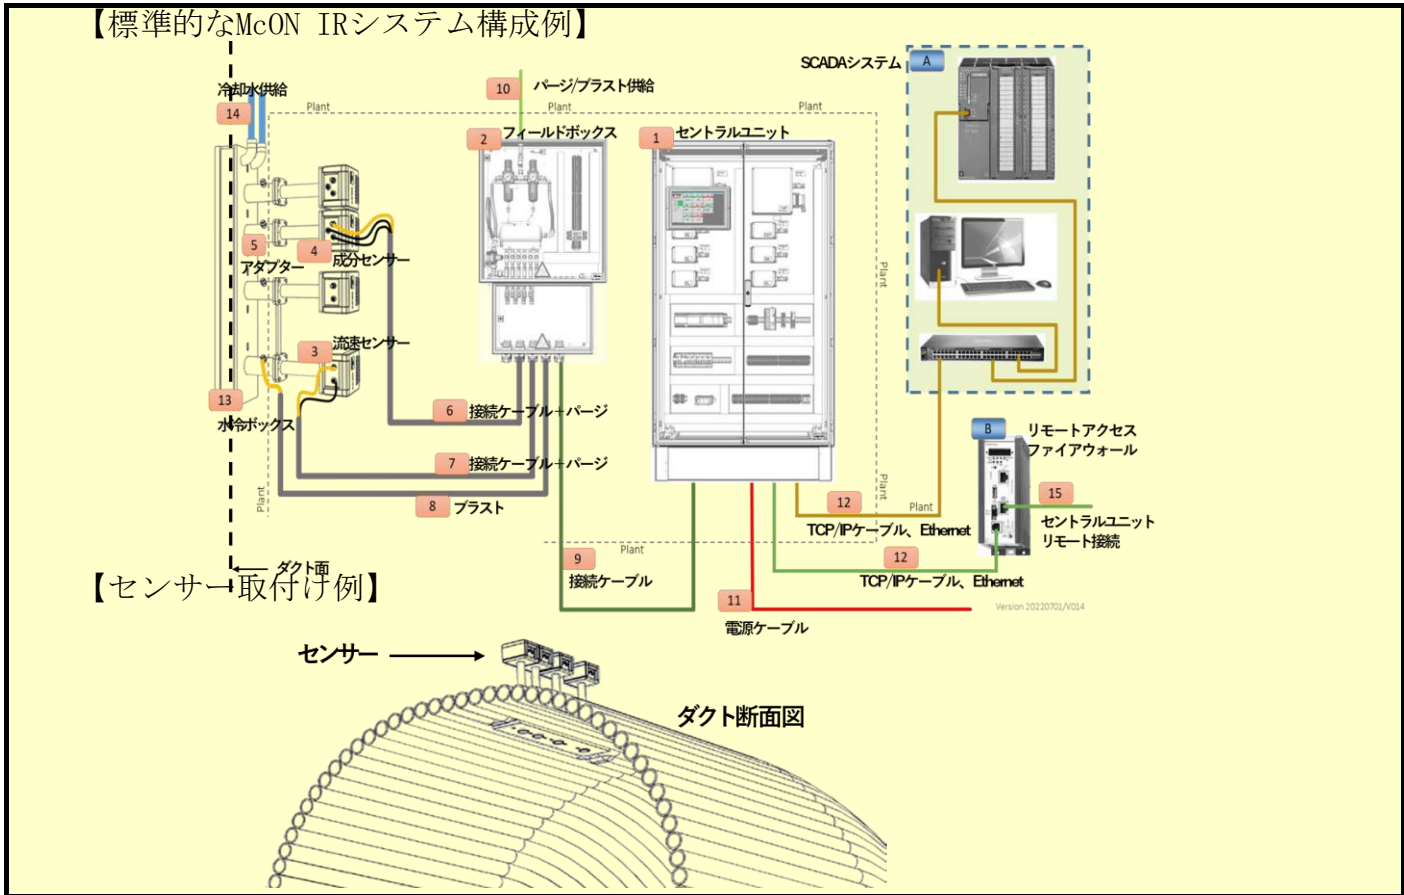 【標準的なMcON IRシステム構成例】
SCADAシステム
A
冷却水供給
14
10
パージ/ブラスト供給
Plant
Plant
Plant
2
フィールドボックス
1
セントラルユニット
5
アダプター
4
成分センサー
Plant
3
流速センサー
13
水冷ボックス
6
接続ケーブル+パージ
7
接続ケーブル+パージ
8
ブラスト
Plant
B
リモートアクセス
ファイアウォール
Plant
12
Plant
TCP/IPケーブル、Ethernet
15
セントラルユニット
リモート接続
Plant
9
接続ケーブル
12
TCP/IPケーブル、Ethernet
11
電源ケーブル
Version 20220701/V014
ダクト面
【センサー取付け例】
センサー
ダクト断面図